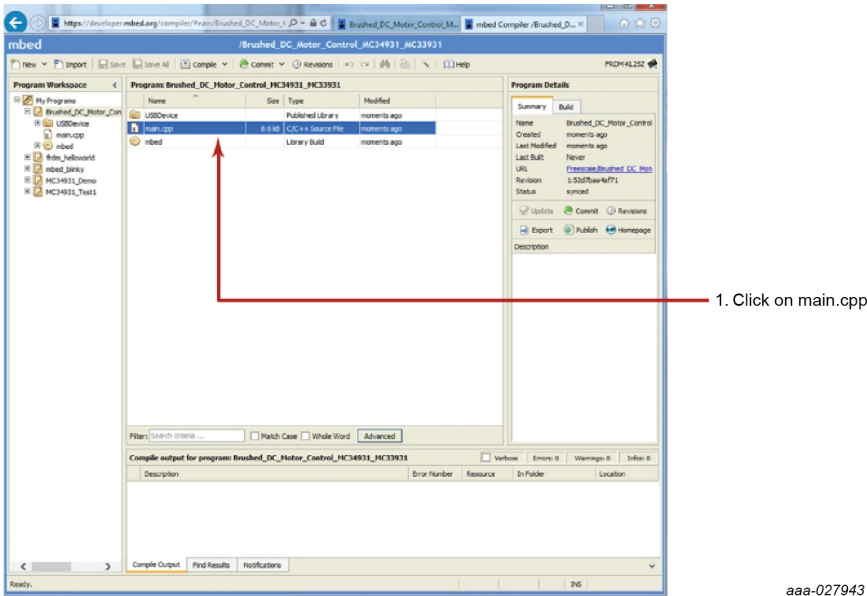 https://developer.mbed.org/compiler/#nav:/Brushed_DC_Motor_C
Brushed_DC_Motor_Control_M...
mbed Compiler /Brushed_D...
mbed
/Brushed_DC_Motor_Control_MC34931_MC33931
New Import Save Save All Compile Commit Revisions Help FRDM-KL25Z
Program Workspace
My Programs
Brushed_DC_Motor_Con
USBDevice
main.cpp
mbed
frdm_helloworld
mbed_blinky
MC34931_Demo
MC34931_Test1
Program: Brushed_DC_Motor_Control_MC34931_MC33931
Name Size Type Modified
USBDevice Published Library moments ago
main.cpp 8.6 kB C/C++ Source File moments ago
mbed Library Build moments ago
Filter: Search criteria ... Match Case Whole Word Advanced
Program Details
Summary Build
Name Brushed_DC_Motor_Control
Created moments ago
Last Modified moments ago
Last Built Never
URL Freescale/Brushed_DC_Mot
Revision 1:52d7baa4af71
Status synced
Update Commit Revisions
Export Publish Homepage
Description
1. Click on main.cpp
Compile output for program: Brushed_DC_Motor_Control_MC34931_MC33931
Verbose Errors: 0 Warnings: 0 Infos: 0
Description Error Number Resource In Folder Location
Compile Output Find Results Notifications
Ready.
INS
aaa-027943